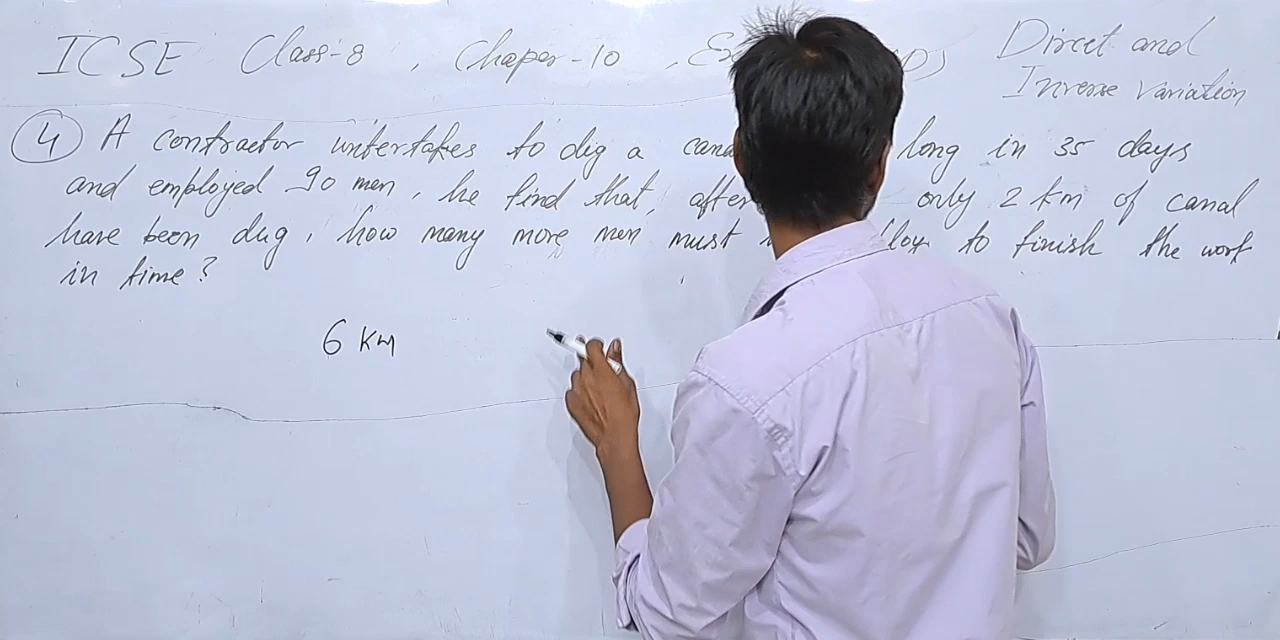 ICSE Class-8, Chaper-10, Direct and
Inverse Variation
4 A contractor untertakes to dig a long in 35 days
and employed 90 men, he find that, after only 2 km of canal
have been dug, how many more men must to finish the work
in time?
6 KM